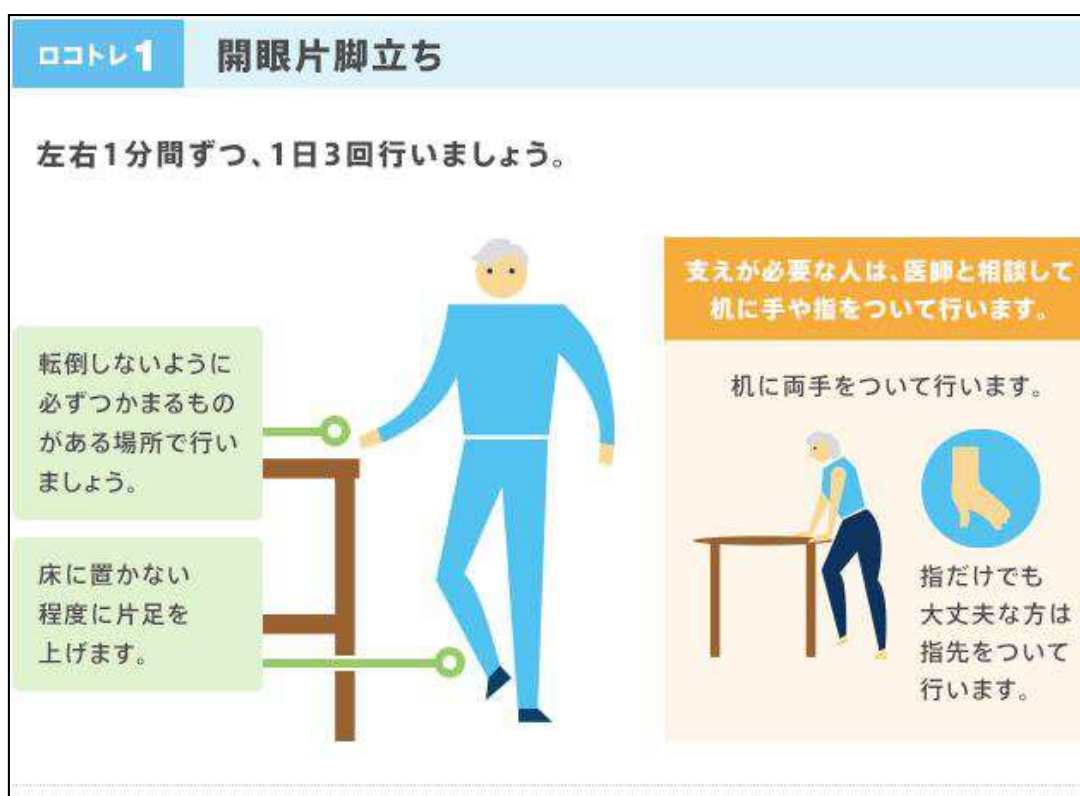 ロコトレ1 開眼片脚立ち
左右1分間ずつ、1日3回行いましょう。
転倒しないように
必ずつかまるもの
がある場所で行い
ましょう。
床に置かない
程度に片足を
上げます。
支えが必要な人は、医師と相談して
机に手や指をついて行います。
机に両手をついて行います。
指だけでも
大丈夫な方は
指先をついて
行います。